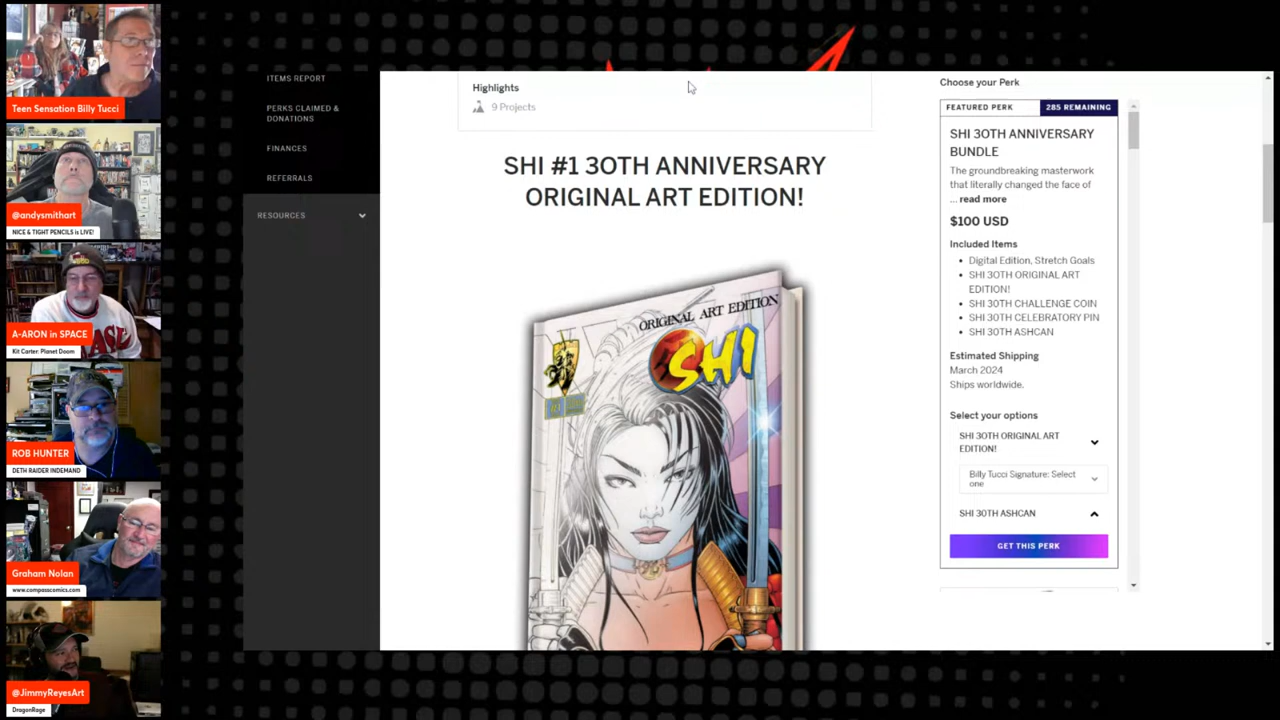 Teen Sensation Billy Tucci
@andysmithart
NICE & TIGHT PENCILS is LIVE!
A-ARON in SPACE
Kit Carter: Planet Doom
ROB HUNTER
DETH RAIDER INDEMAND
Graham Nolan
www.compasscomics.com
@JimmyReyesArt
DragonRage
ITEMS REPORT
PERKS CLAIMED &
DONATIONS
FINANCES
REFERRALS
RESOURCES
Highlights
9 Projects
SHI #1 30TH ANNIVERSARY
ORIGINAL ART EDITION!
ORIGINAL ART EDITION
SHI
Choose your Perk
FEATURED PERK
285 REMAINING
SHI 30TH ANNIVERSARY
BUNDLE
The groundbreaking masterwork
that literally changed the face of
... read more
$100 USD
Included Items
Digital Edition, Stretch Goals
SHI 30TH ORIGINAL ART
EDITION!
SHI 30TH CHALLENGE COIN
SHI 30TH CELEBRATORY PIN
SHI 30TH ASHCAN
Estimated Shipping
March 2024
Ships worldwide.
Select your options
SHI 30TH ORIGINAL ART
EDITION!
Billy Tucci Signature: Select
one
SHI 30TH ASHCAN
GET THIS PERK